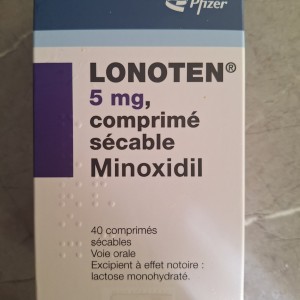 Pfizer
LONOTEN®
5 mg,
comprimé
sécable
Minoxidil
40 comprimés
sécables
Voie orale
Excipient à effet notoire :
lactose monohydraté.